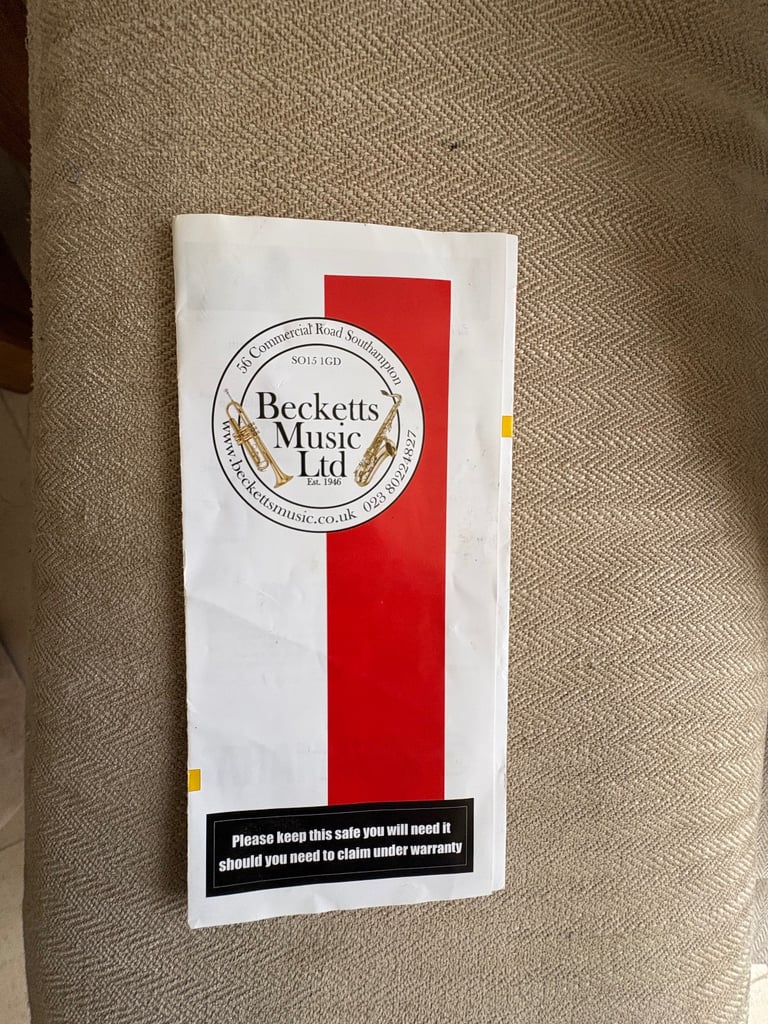 56 Commercial Road Southampton
SO15 1GD
Becketts
Music
Ltd
Est. 1946
www.beckettsmusic.co.uk 023 80224827
Please keep this safe you will need it
should you need to claim under warranty